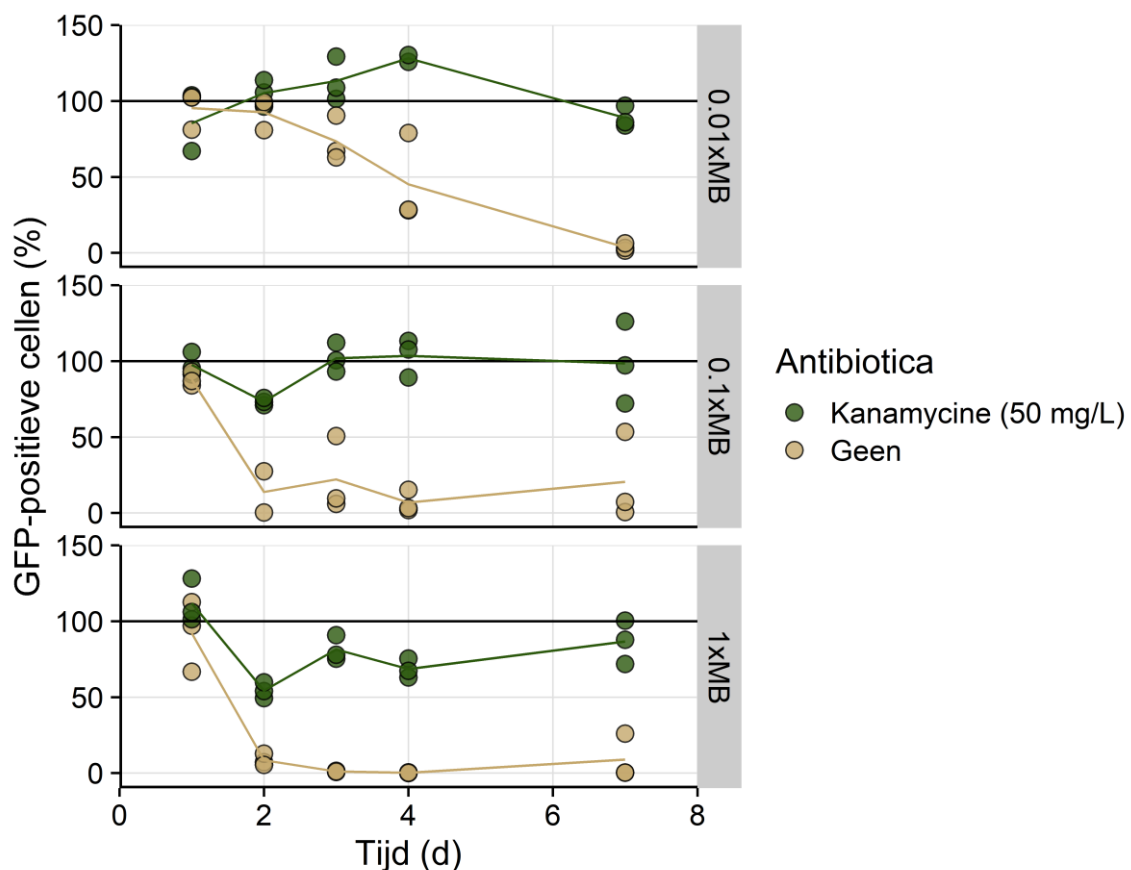 GFP-positieve cellen (%)
150
100
50
0
0.01xMB
150
100
50
0
0.1xMB
150
100
50
0
1xMB
0 2 4 6 8
Tijd (d)
Antibiotica
Kanamycine (50 mg/L)
Geen